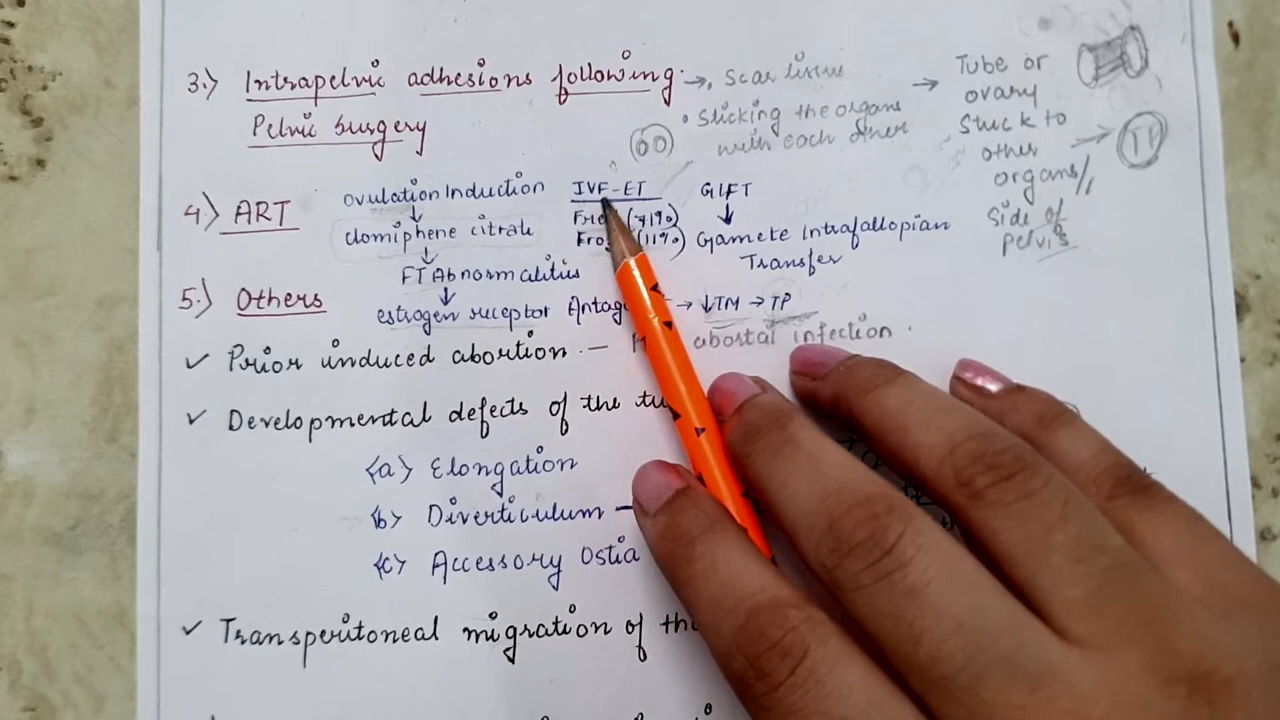 3.) Intrapelvic adhesions following
Pelvic surgery
→ . Scar tissue
• sticking the organs
with each other
→ Tube or
ovary
stuck to
other
organs/
side of
pelvis
→ TP
60
4.) ART
ovulation Induction
↓
clomiphene citrate
↓
FT Abnormalities
↓
estrogen receptor → ↓TM → TP
IVF-ET
GIFT
↓
Gamete Intrafallopian
Transfer
5.) Others
✓ Prior induced abortion. — abostal infection.
✓ Developmental defects of the
(a) Elongation
(b) Diverticulum –
(c) Accessory Ostia
✓ Transperitoneal migration of